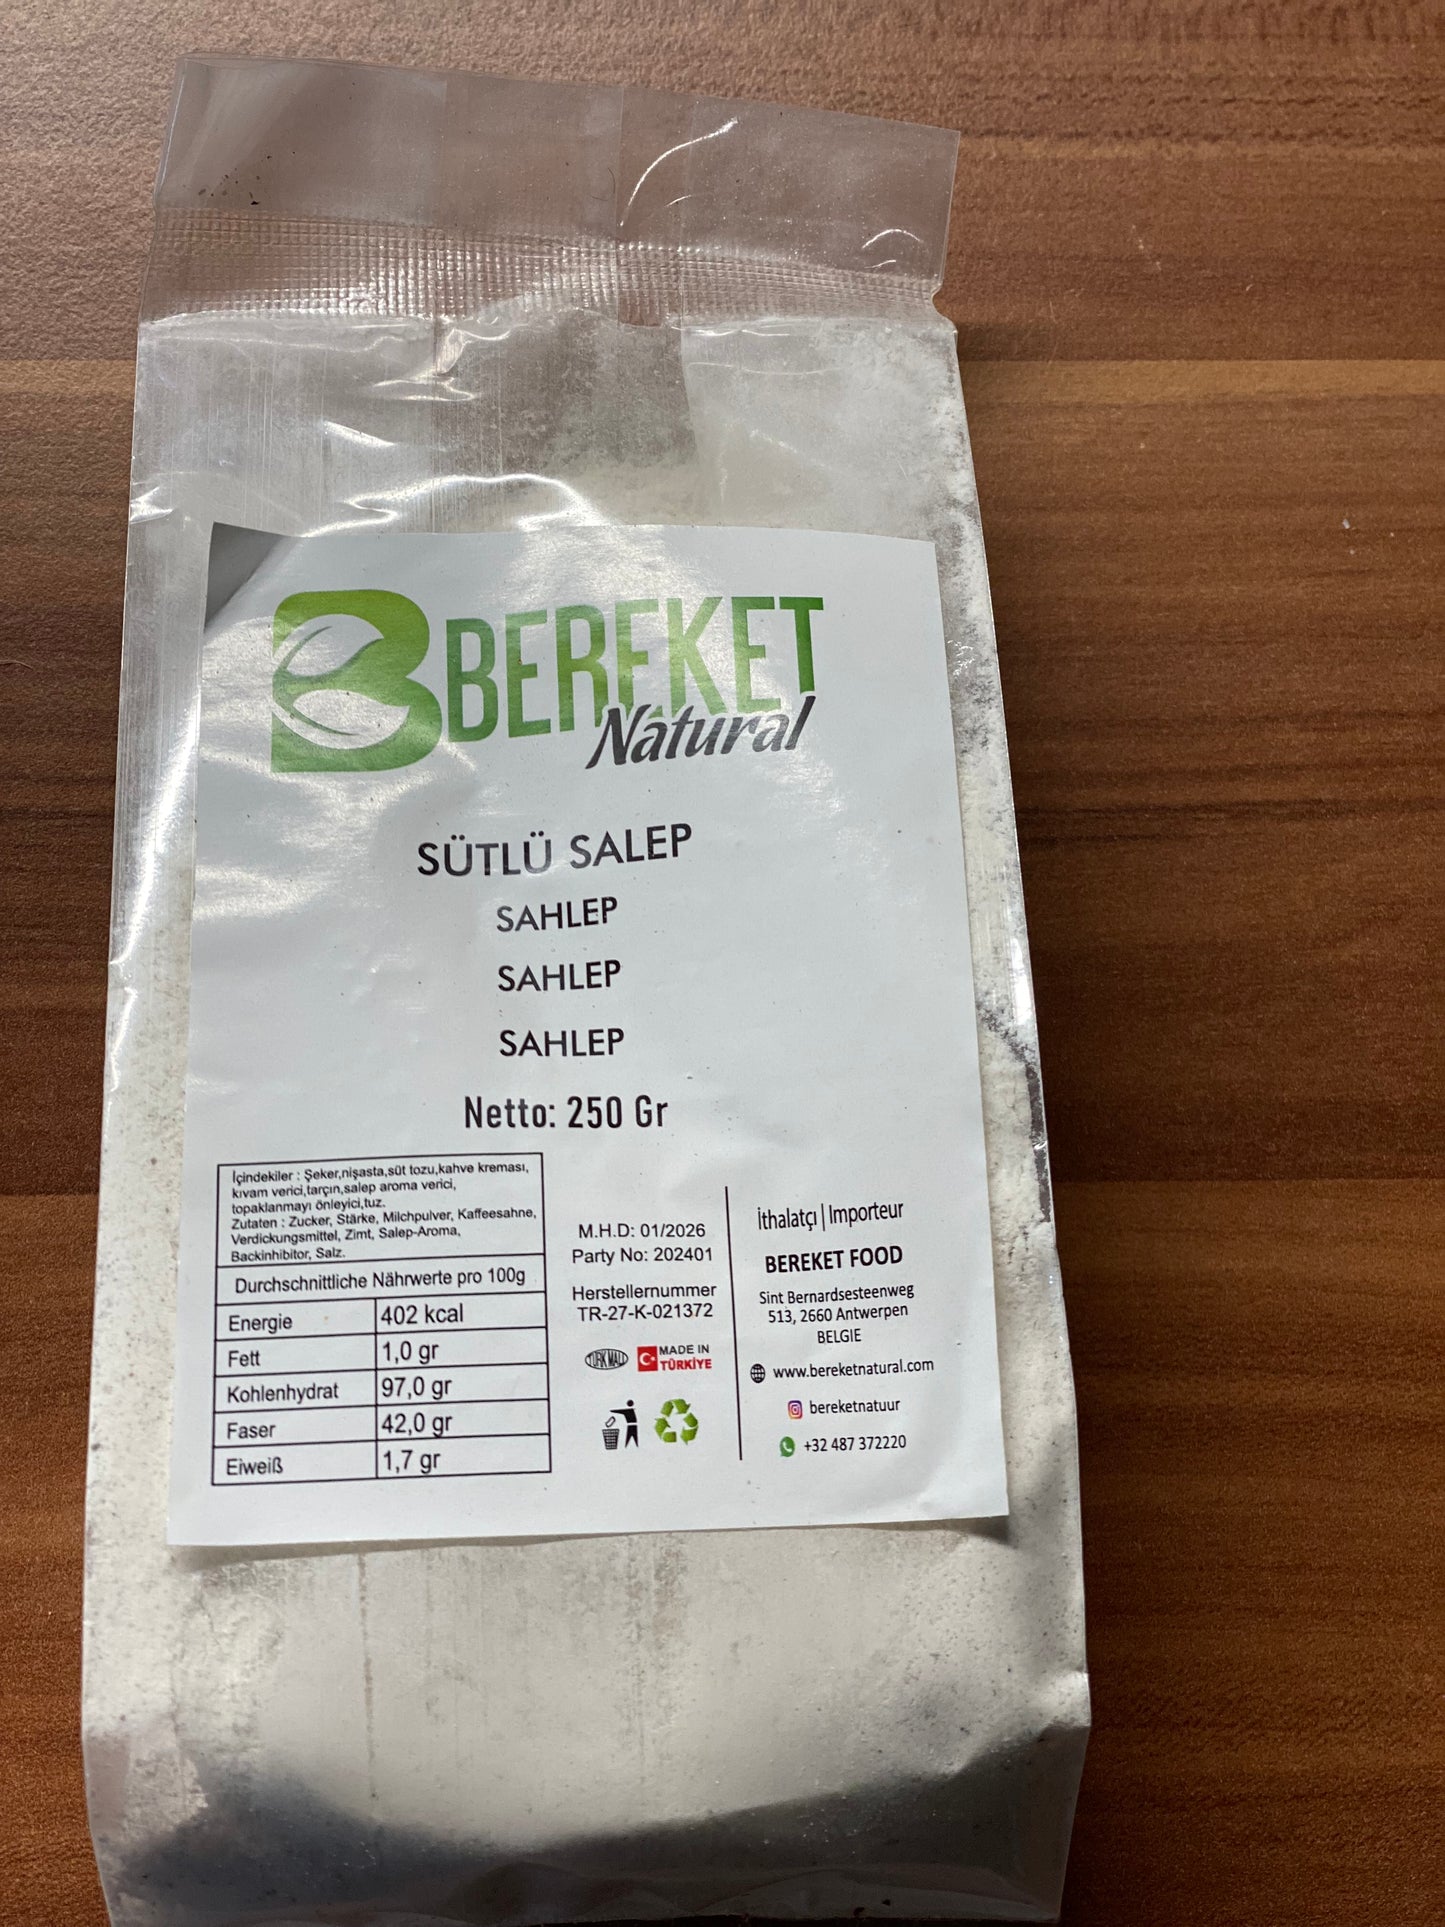 BEREKET
Natural
SÜTLÜ SALEP
SAHLEP
SAHLEP
SAHLEP
Netto: 250 Gr
İçindekiler : Şeker,nişasta,süt tozu,kahve kreması,
kıvam verici,tarçın,salep aroma verici,
topaklanmayı önleyici,tuz.
Zutaten : Zucker, Stärke, Milchpulver, Kaffeesahne,
Verdickungsmittel, Zimt, Salep-Aroma,
Backinhibitor, Salz.
Durchschnittliche Nährwerte pro 100g
Energie 402 kcal
Fett 1,0 gr
Kohlenhydrat 97,0 gr
Faser 42,0 gr
Eiweiß 1,7 gr
M.H.D: 01/2026
Party No: 202401
Herstellernummer
TR-27-K-021372
TÜRK MALI
MADE IN
TÜRKİYE
İthalatçı | Importeur
BEREKET FOOD
Sint Bernardsesteenweg
513, 2660 Antwerpen
BELGIE
www.bereketnatural.com
bereketnatuur
+32 487 372220